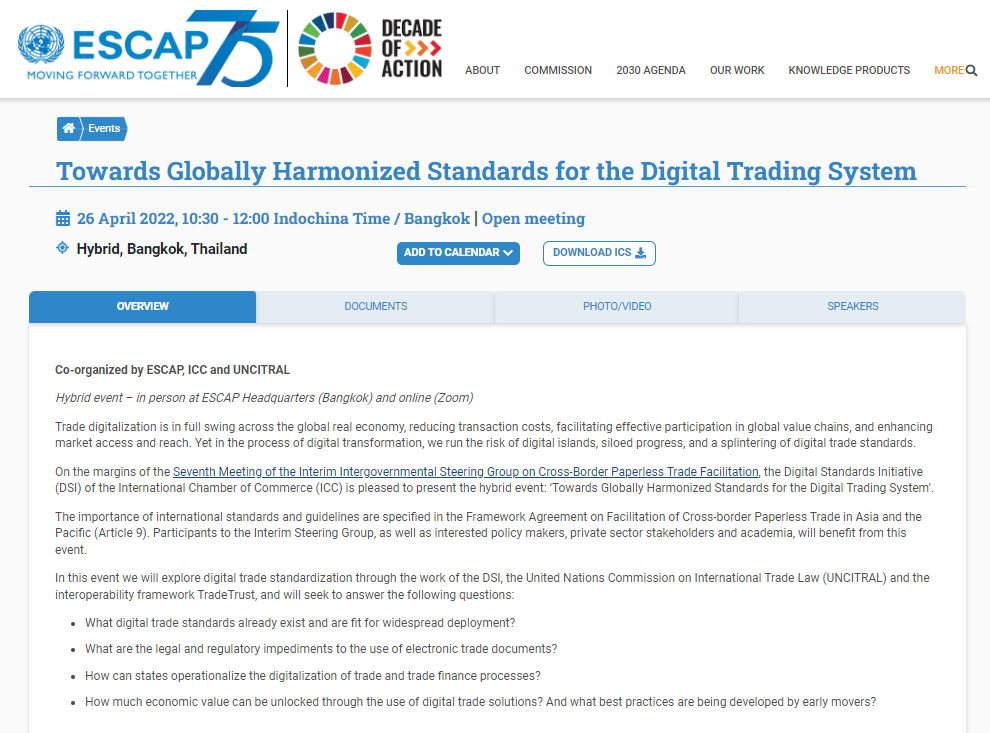 ESCAP 75
MOVING FORWARD TOGETHER
DECADE
OF
ACTION
ABOUT COMMISSION 2030 AGENDA OUR WORK KNOWLEDGE PRODUCTS MORE
Events
Towards Globally Harmonized Standards for the Digital Trading System
26 April 2022, 10:30 - 12:00 Indochina Time / Bangkok | Open meeting
Hybrid, Bangkok, Thailand ADD TO CALENDAR DOWNLOAD ICS
OVERVIEW DOCUMENTS PHOTO/VIDEO SPEAKERS
Co-organized by ESCAP, ICC and UNCITRAL
Hybrid event – in person at ESCAP Headquarters (Bangkok) and online (Zoom)
Trade digitalization is in full swing across the global real economy, reducing transaction costs, facilitating effective participation in global value chains, and enhancing
market access and reach. Yet in the process of digital transformation, we run the risk of digital islands, siloed progress, and a splintering of digital trade standards.
On the margins of the Seventh Meeting of the Interim Intergovernmental Steering Group on Cross-Border Paperless Trade Facilitation, the Digital Standards Initiative
(DSI) of the International Chamber of Commerce (ICC) is pleased to present the hybrid event: ‘Towards Globally Harmonized Standards for the Digital Trading System’.
The importance of international standards and guidelines are specified in the Framework Agreement on Facilitation of Cross-border Paperless Trade in Asia and the
Pacific (Article 9). Participants to the Interim Steering Group, as well as interested policy makers, private sector stakeholders and academia, will benefit from this
event.
In this event we will explore digital trade standardization through the work of the DSI, the United Nations Commission on International Trade Law (UNCITRAL) and the
interoperability framework TradeTrust, and will seek to answer the following questions:
• What digital trade standards already exist and are fit for widespread deployment?
• What are the legal and regulatory impediments to the use of electronic trade documents?
• How can states operationalize the digitalization of trade and trade finance processes?
• How much economic value can be unlocked through the use of digital trade solutions? And what best practices are being developed by early movers?